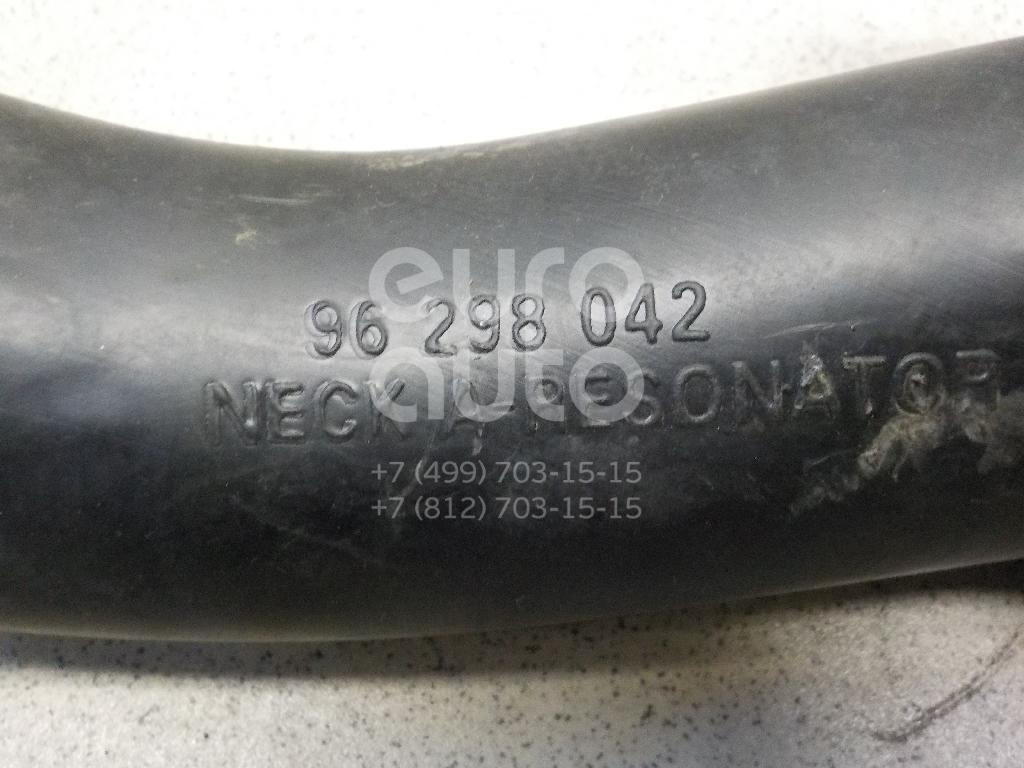 euro
96 298 042
auto
NECK A-RESONATOR
+7 (499) 703-15-15
+7 (812) 703-15-15